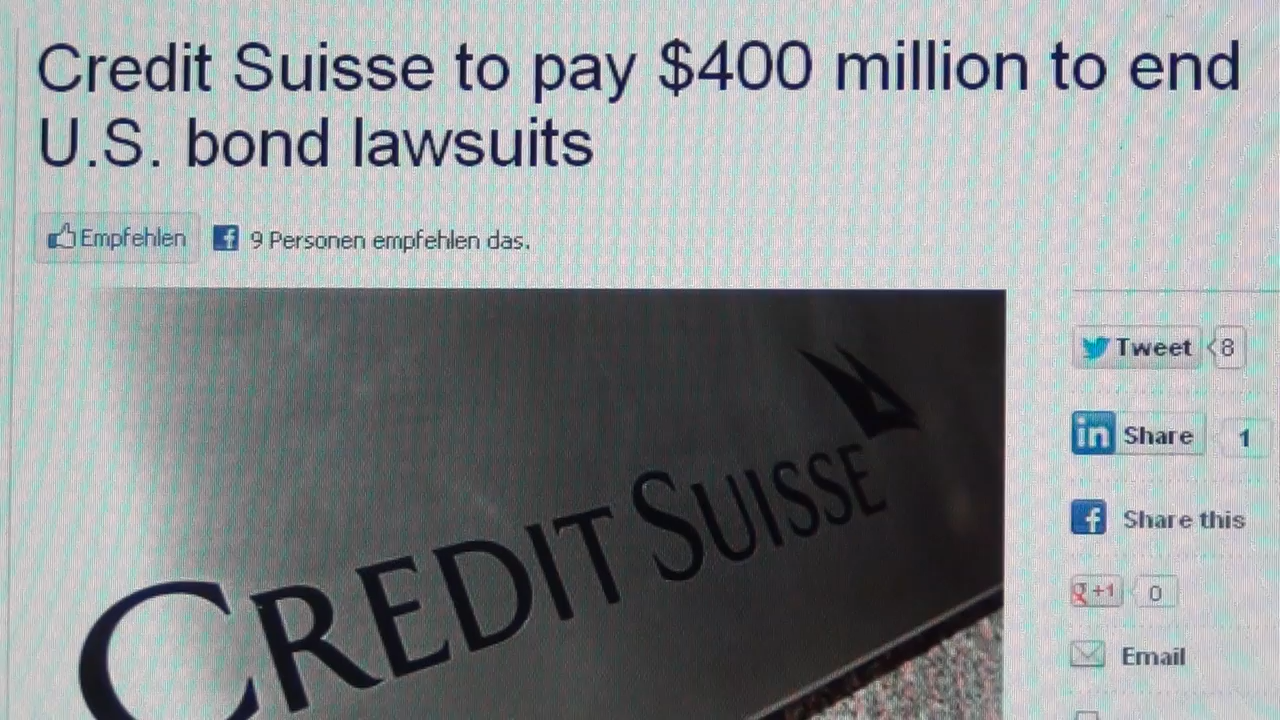 Credit Suisse to pay $400 million to end
U.S. bond lawsuits
Empfehlen
9 Personen empfehlen das.
Tweet 8
in Share 1
Share this
g +1 0
Email
CREDIT SUISSE